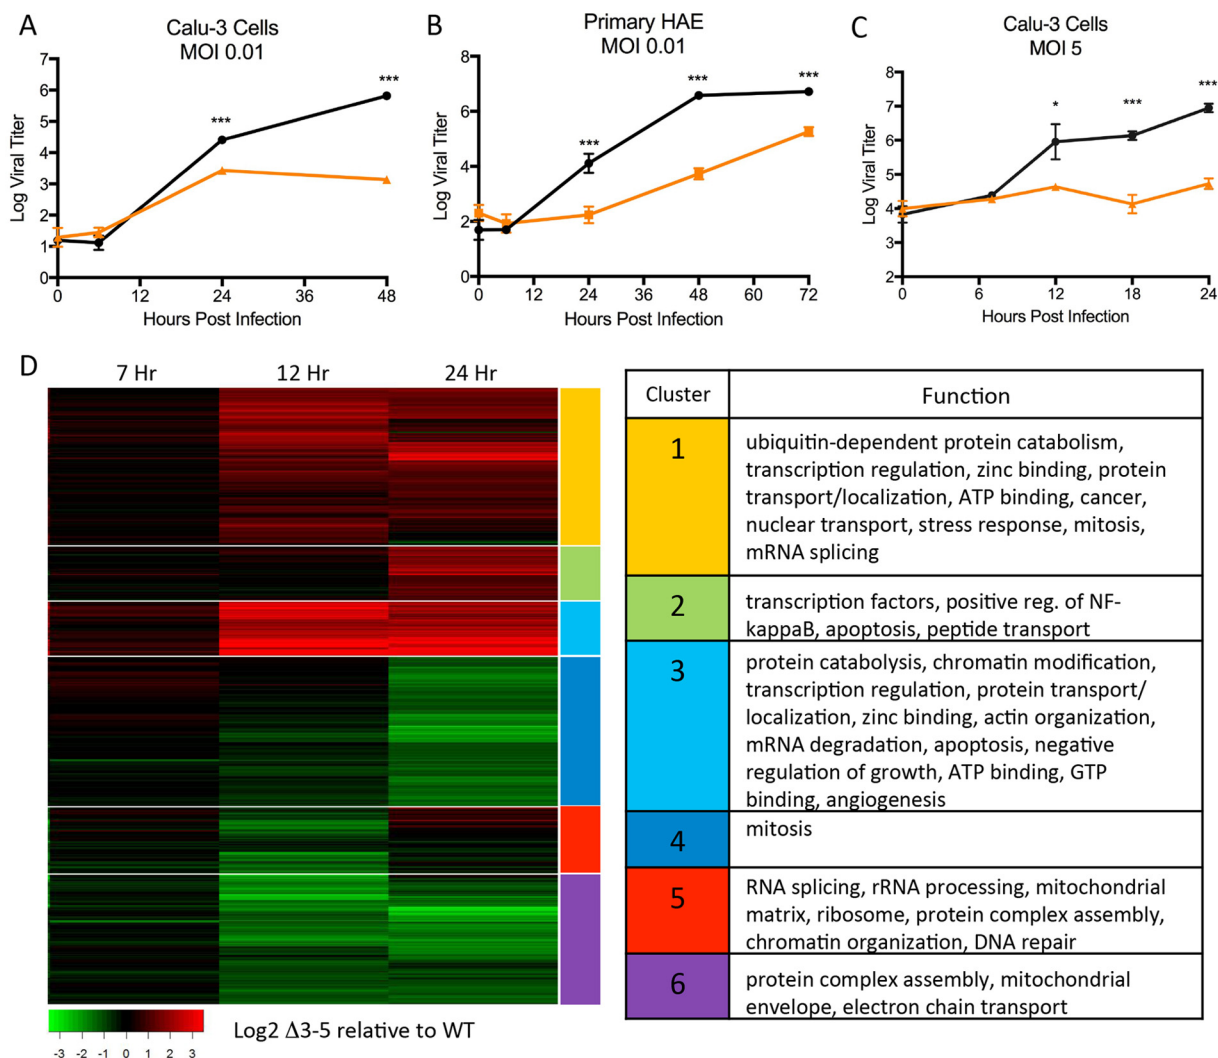 A
Calu-3 Cells
MOI 0.01
Log Viral Titer
7
6
5
4
3
2
1
0
***
***
0 12 24 36 48
Hours Post Infection
B
Primary HAE
MOI 0.01
Log Viral Titer
8
6
4
2
0
***
***
***
0 12 24 36 48 60 72
Hours Post Infection
C
Calu-3 Cells
MOI 5
Log Viral Titer
8
7
6
5
4
3
2
*
***
***
0 6 12 18 24
Hours Post Infection
D
7 Hr 12 Hr 24 Hr
-3 -2 -1 0 1 2 3
Log2 Δ3-5 relative to WT
Cluster Function
1
ubiquitin-dependent protein catabolism,
transcription regulation, zinc binding, protein
transport/localization, ATP binding, cancer,
nuclear transport, stress response, mitosis,
mRNA splicing
2
transcription factors, positive reg. of NF-
kappaB, apoptosis, peptide transport
3
protein catabolysis, chromatin modification,
transcription regulation, protein transport/
localization, zinc binding, actin organization,
mRNA degradation, apoptosis, negative
regulation of growth, ATP binding, GTP
binding, angiogenesis
4
mitosis
5
RNA splicing, rRNA processing, mitochondrial
matrix, ribosome, protein complex assembly,
chromatin organization, DNA repair
6
protein complex assembly, mitochondrial
envelope, electron chain transport